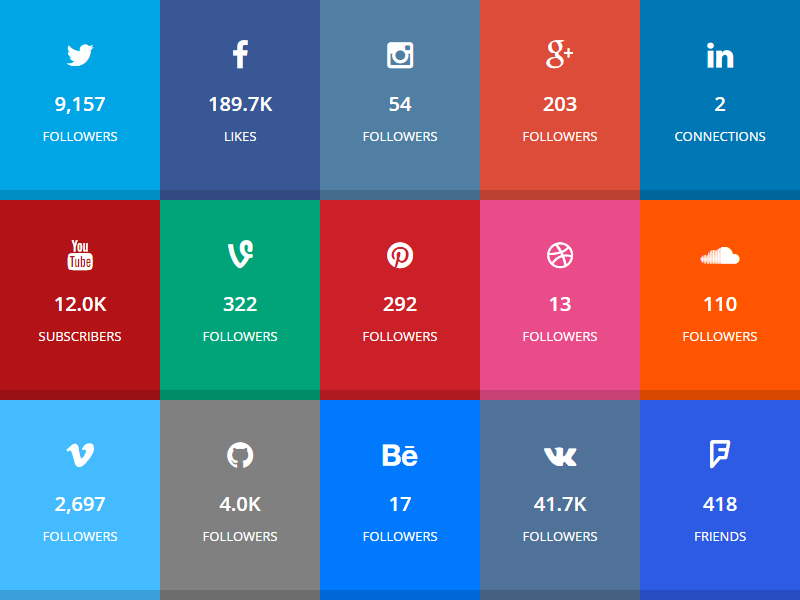 9,157
FOLLOWERS
f
189.7K
LIKES
54
FOLLOWERS
g+
203
FOLLOWERS
in
2
CONNECTIONS
You
Tube
12.0K
SUBSCRIBERS
322
FOLLOWERS
292
FOLLOWERS
13
FOLLOWERS
110
FOLLOWERS
2,697
FOLLOWERS
4.0K
FOLLOWERS
Bē
17
FOLLOWERS
41.7K
FOLLOWERS
418
FRIENDS